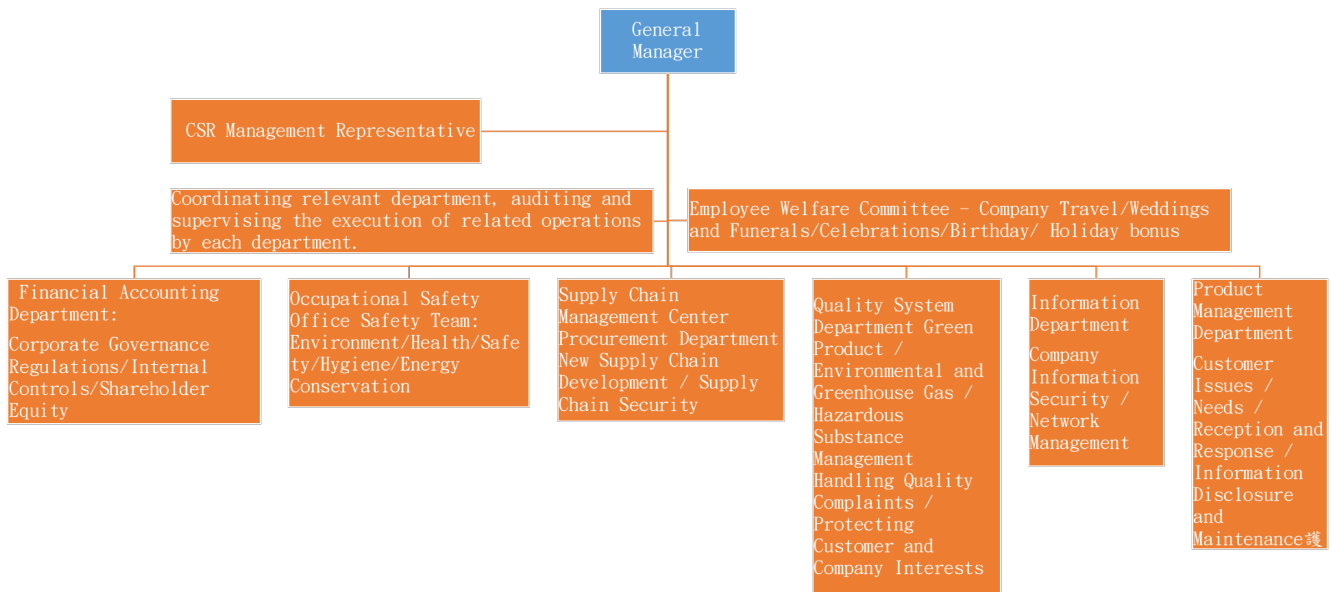 General
Manager
CSR Management Representative
Coordinating relevant department, auditing and
supervising the execution of related operations
by each department.
Employee Welfare Committee – Company Travel/Weddings
and Funerals/Celebrations/Birthday/ Holiday bonus
Financial Accounting
Department:
Corporate Governance
Regulations/Internal
Controls/Shareholder
Equity
Occupational Safety
Office Safety Team:
Environment/Health/Safe
ty/Hygiene/Energy
Conservation
Supply Chain
Management Center
Procurement Department
New Supply Chain
Development / Supply
Chain Security
Quality System
Department Green
Product /
Environmental and
Greenhouse Gas /
Hazardous
Substance
Management
Handling Quality
Complaints /
Protecting
Customer and
Company Interests
Information
Department
Company
Information
Security /
Network
Management
Product
Management
Department
Customer
Issues /
Needs /
Reception and
Response /
Information
Disclosure
and
Maintenance護